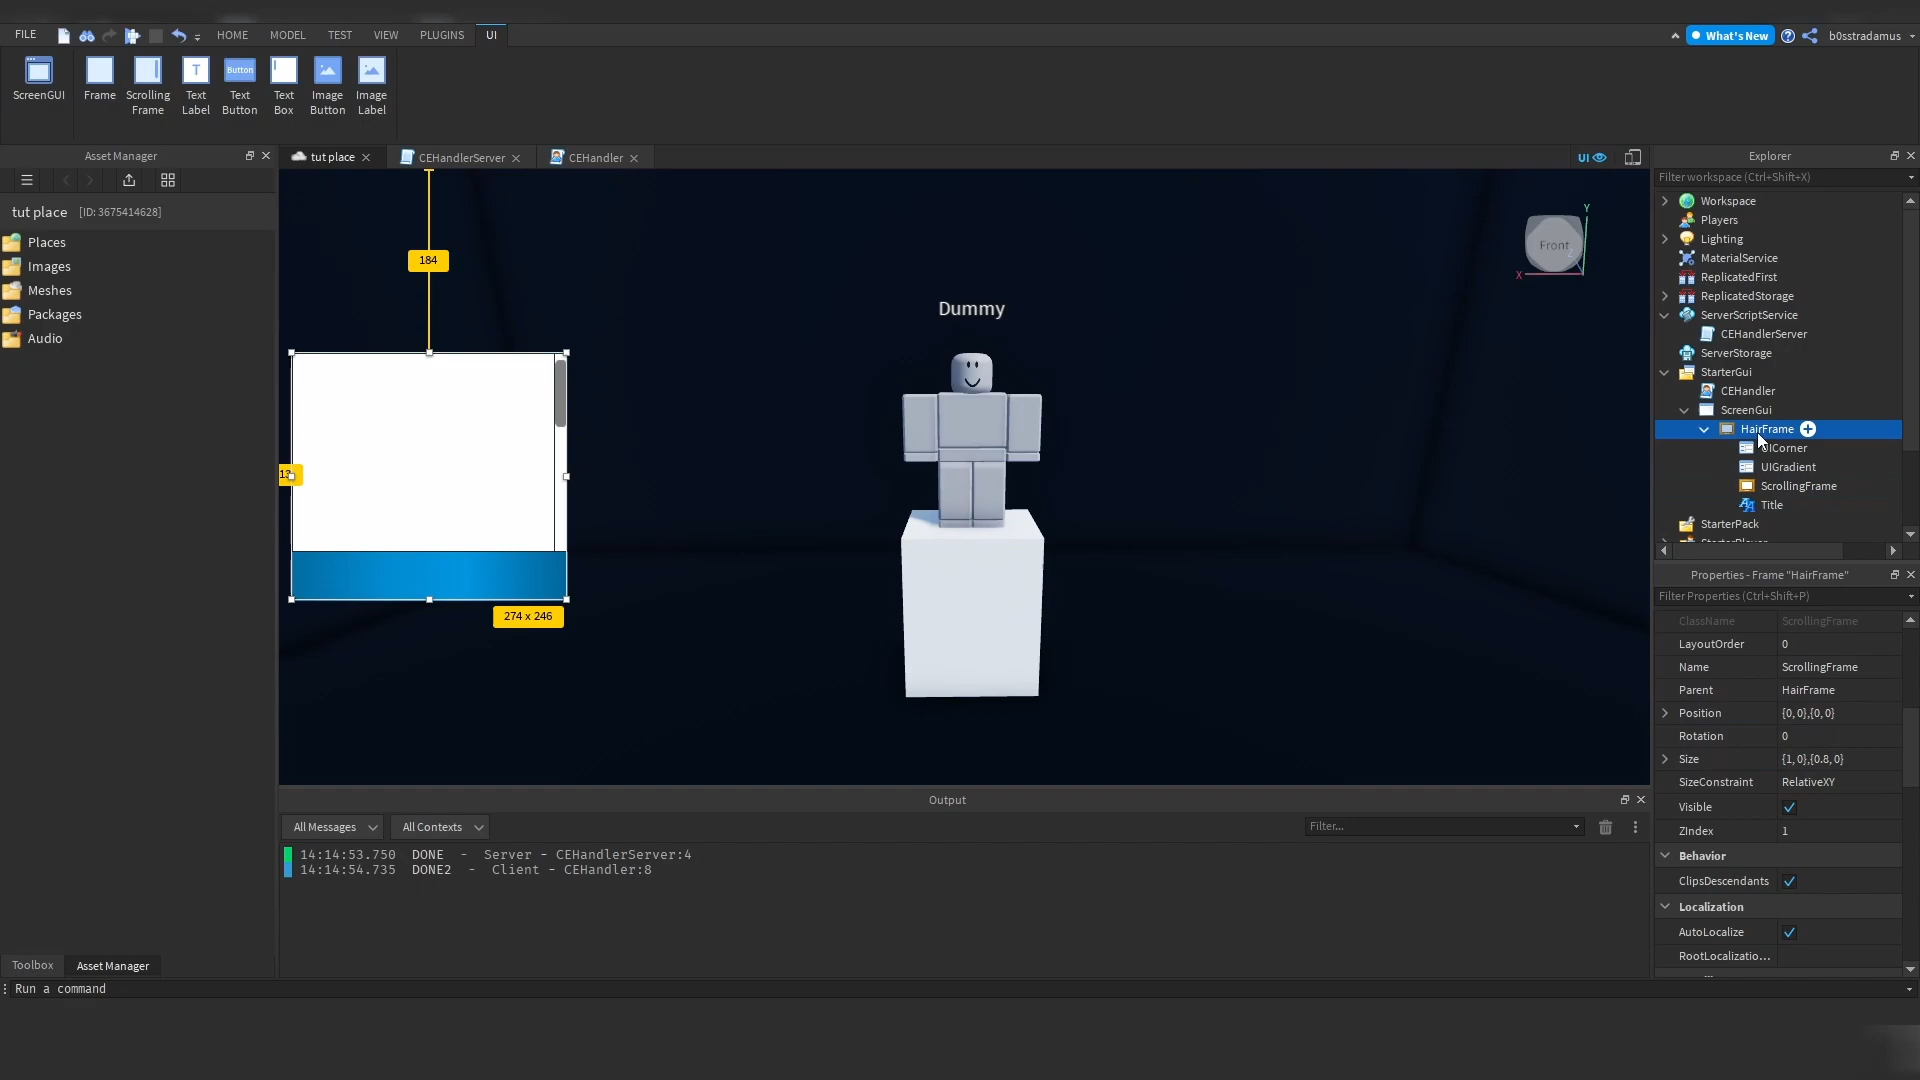 FILE HOME MODEL TEST VIEW PLUGINS UI What's New b0sstradamus
ScreenGUI Frame Scrolling Frame Text Label Button Text Button Text Box Image Button Image Label
Asset Manager
tut place
CEHandlerServer
CEHandler
UI
tut place [ID: 3675414628]
Places
Images
Meshes
Packages
Audio
184
274 x 246
Dummy
Front
Y
X
Z
Explorer
Filter workspace (Ctrl+Shift+X)
Workspace
Players
Lighting
MaterialService
ReplicatedFirst
ReplicatedStorage
ServerScriptService
CEHandlerServer
ServerStorage
StarterGui
CEHandler
ScreenGui
HairFrame
UICorner
UIGradient
ScrollingFrame
Title
StarterPack
Properties - Frame "HairFrame"
Filter Properties (Ctrl+Shift+P)
ClassName ScrollingFrame
LayoutOrder 0
Name ScrollingFrame
Parent HairFrame
Position {0, 0},{0, 0}
Rotation 0
Size {1, 0},{0.8, 0}
SizeConstraint RelativeXY
Visible
ZIndex 1
Behavior
ClipsDescendants
Localization
AutoLocalize
RootLocalizatio...
Output
All Messages All Contexts Filter...
14:14:53.750 DONE - Server - CEHandlerServer:4
14:14:54.735 DONE2 - Client - CEHandler:8
Toolbox Asset Manager
Run a command